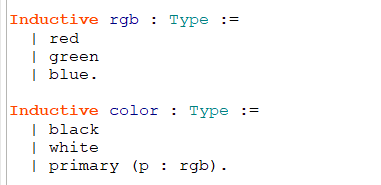 Inductive rgb : Type :=
  | red
  | green
  | blue.

Inductive color : Type :=
  | black
  | white
  | primary (p : rgb).